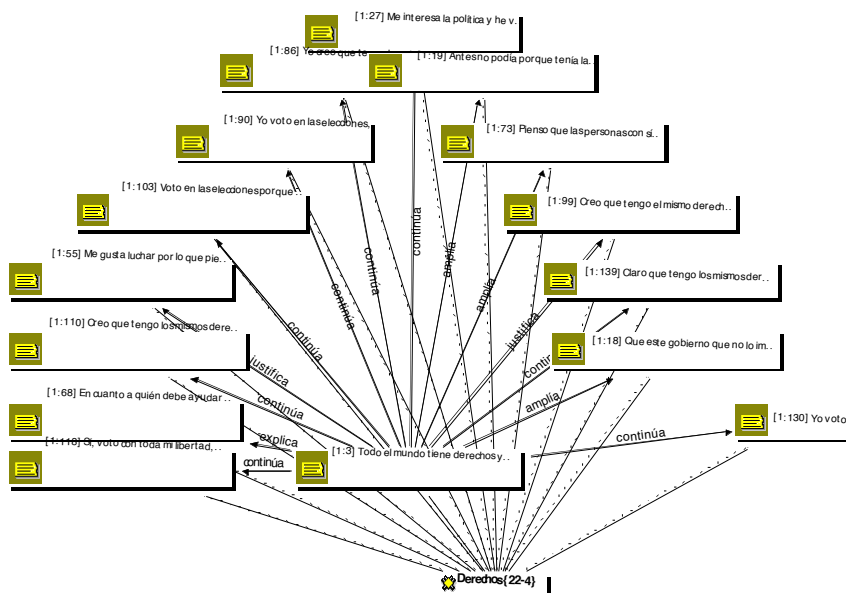 [1:27] Me interesa la política y he v..
[1:86] Yo creo que te
[1:19] Antes no podía porque tenía la..
[1:90] Yo voto en las elecciones,
[1:73] Pienso que las personas con si..
[1:103] Voto en las elecciones porque ..
[1:99] Creo que tengo el mismo derech..
[1:55] Me gusta luchar por lo que pie..
[1:139] Claro que tengo los mismos der..
[1:110] Creo que tengo los mismos dere..
[1:18] Que este gobierno que no lo im..
[1:68] En cuanto a quién debe ayudar ..
[1:130] Yo voto
[1:118] Sí, voto con toda mi libertad, ..
[1:3] Todo el mundo tiene derechos y..
continúa
amplía
continúa
continúa
amplía
continúa
justifica
justifica
contin
continúa
amplía
explica
continúa
continúa
Derechos{22-4}